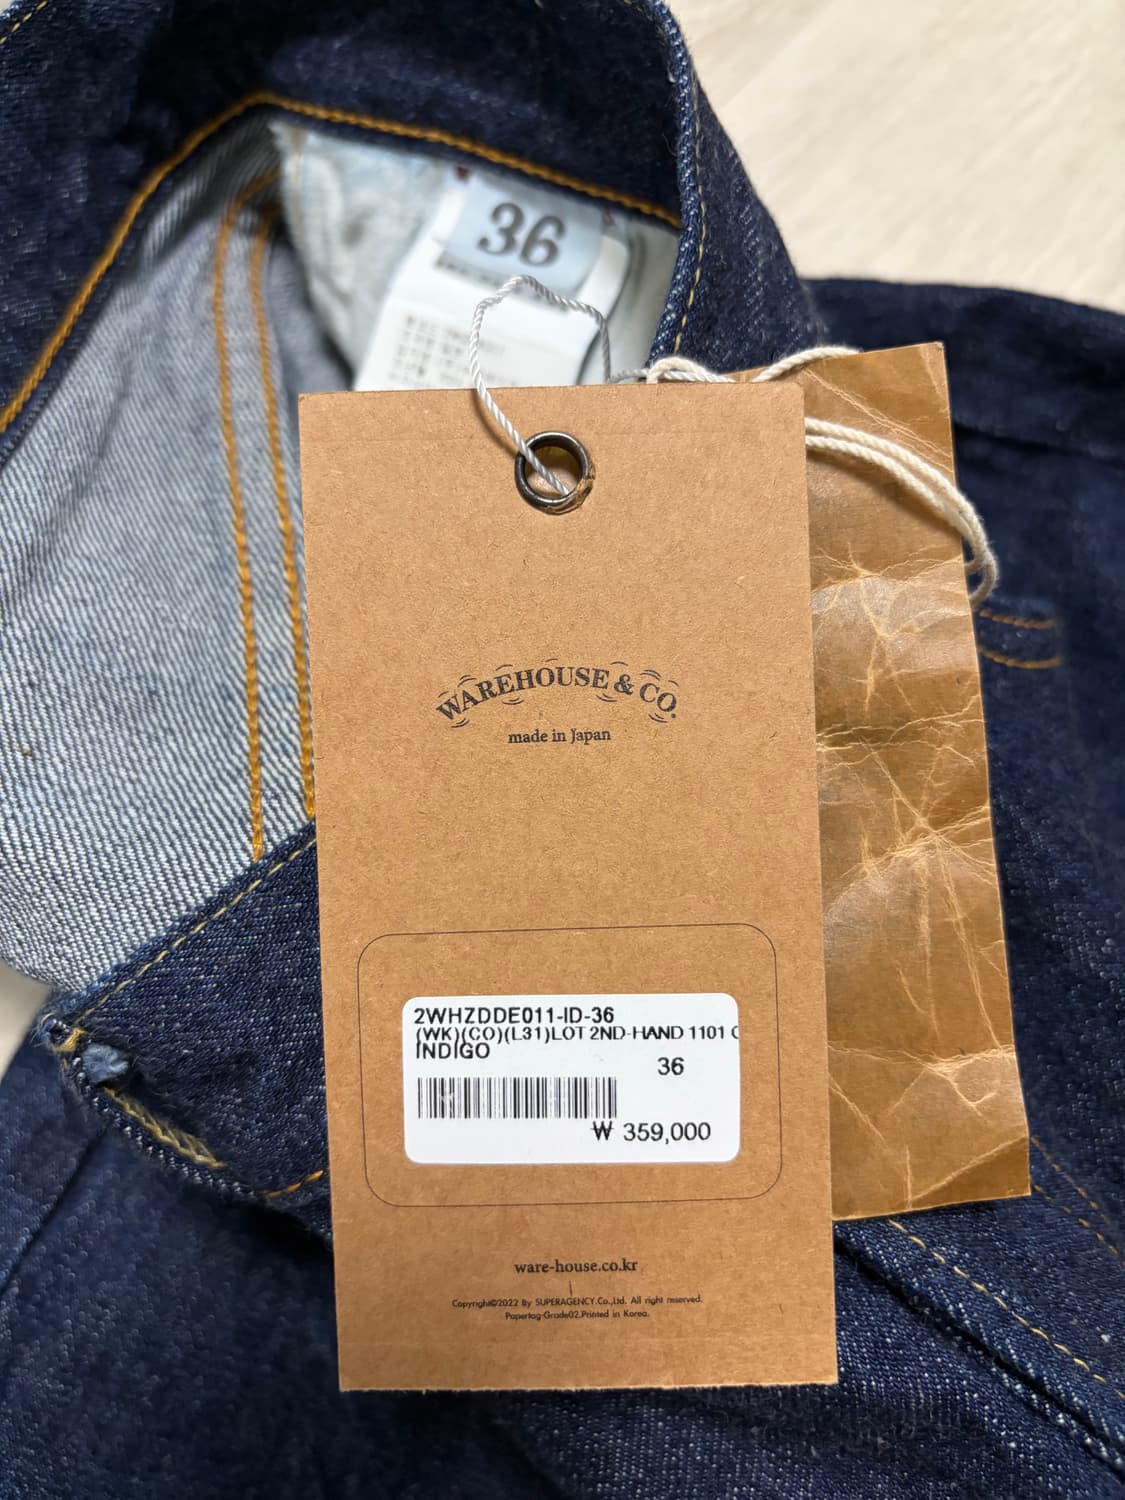 36
WAREHOUSE & CO.
made in Japan
2WHZDDE011-ID-36
(WK)(CO)(L31)LOT 2ND-HAND 1101
INDIGO
36
₩ 359,000
ware-house.co.kr
Copyright©2022 By SUPERAGENCY.Co.,Ltd. All right reserved.
Papertag-Grade02.Printed in Korea.